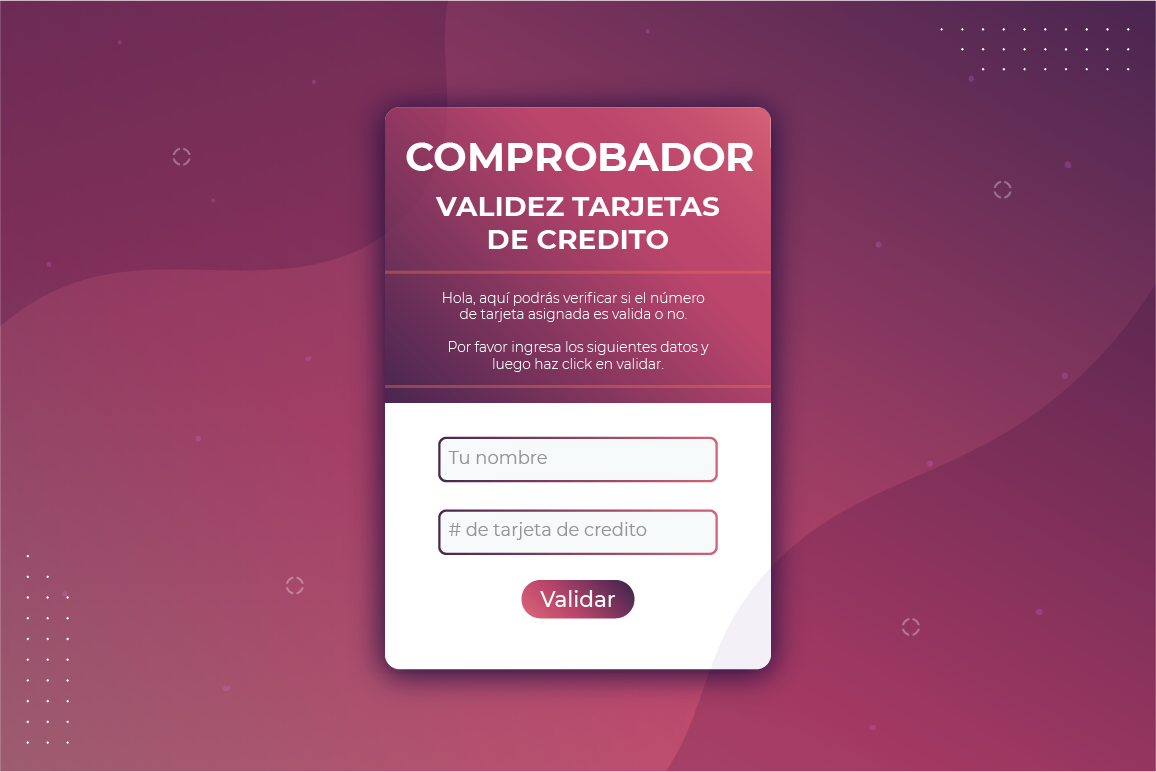 COMPROBADOR
VALIDEZ TARJETAS
DE CREDITO
Hola, aquí podrás verificar si el número
de tarjeta asignada es valida o no.
Por favor ingresa los siguientes datos y
luego haz click en validar.
Tu nombre
# de tarjeta de credito
Validar